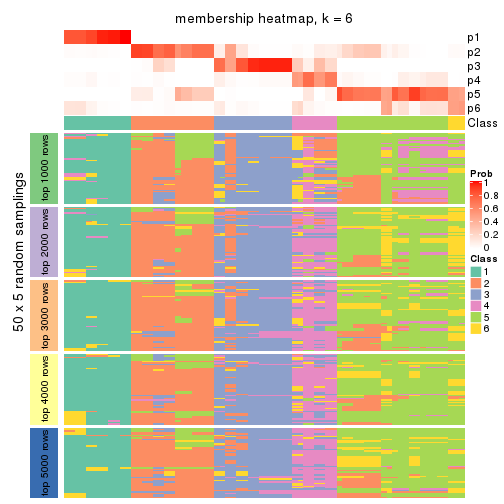 membership heatmap, k = 6
p1
p2
p3
p4
p5
p6
Class
50 x 5 random samplings
top 1000 rows
top 2000 rows
top 3000 rows
top 4000 rows
top 5000 rows
Prob
1
0.8
0.6
0.4
0.2
0
Class
1
2
3
4
5
6